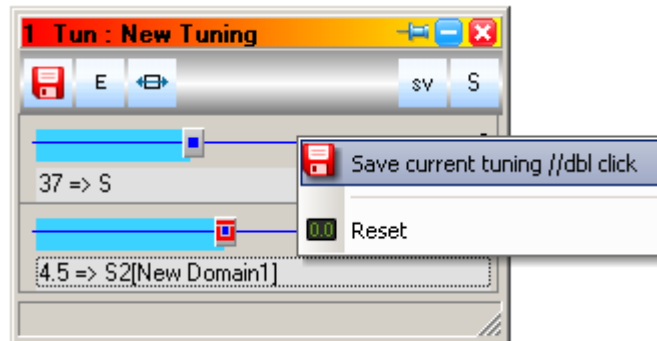 1 Tun : New Tuning
E
sv S
37 => S
4.5 => S2[New Domain1]
Save current tuning //dbl click
0.0 Reset